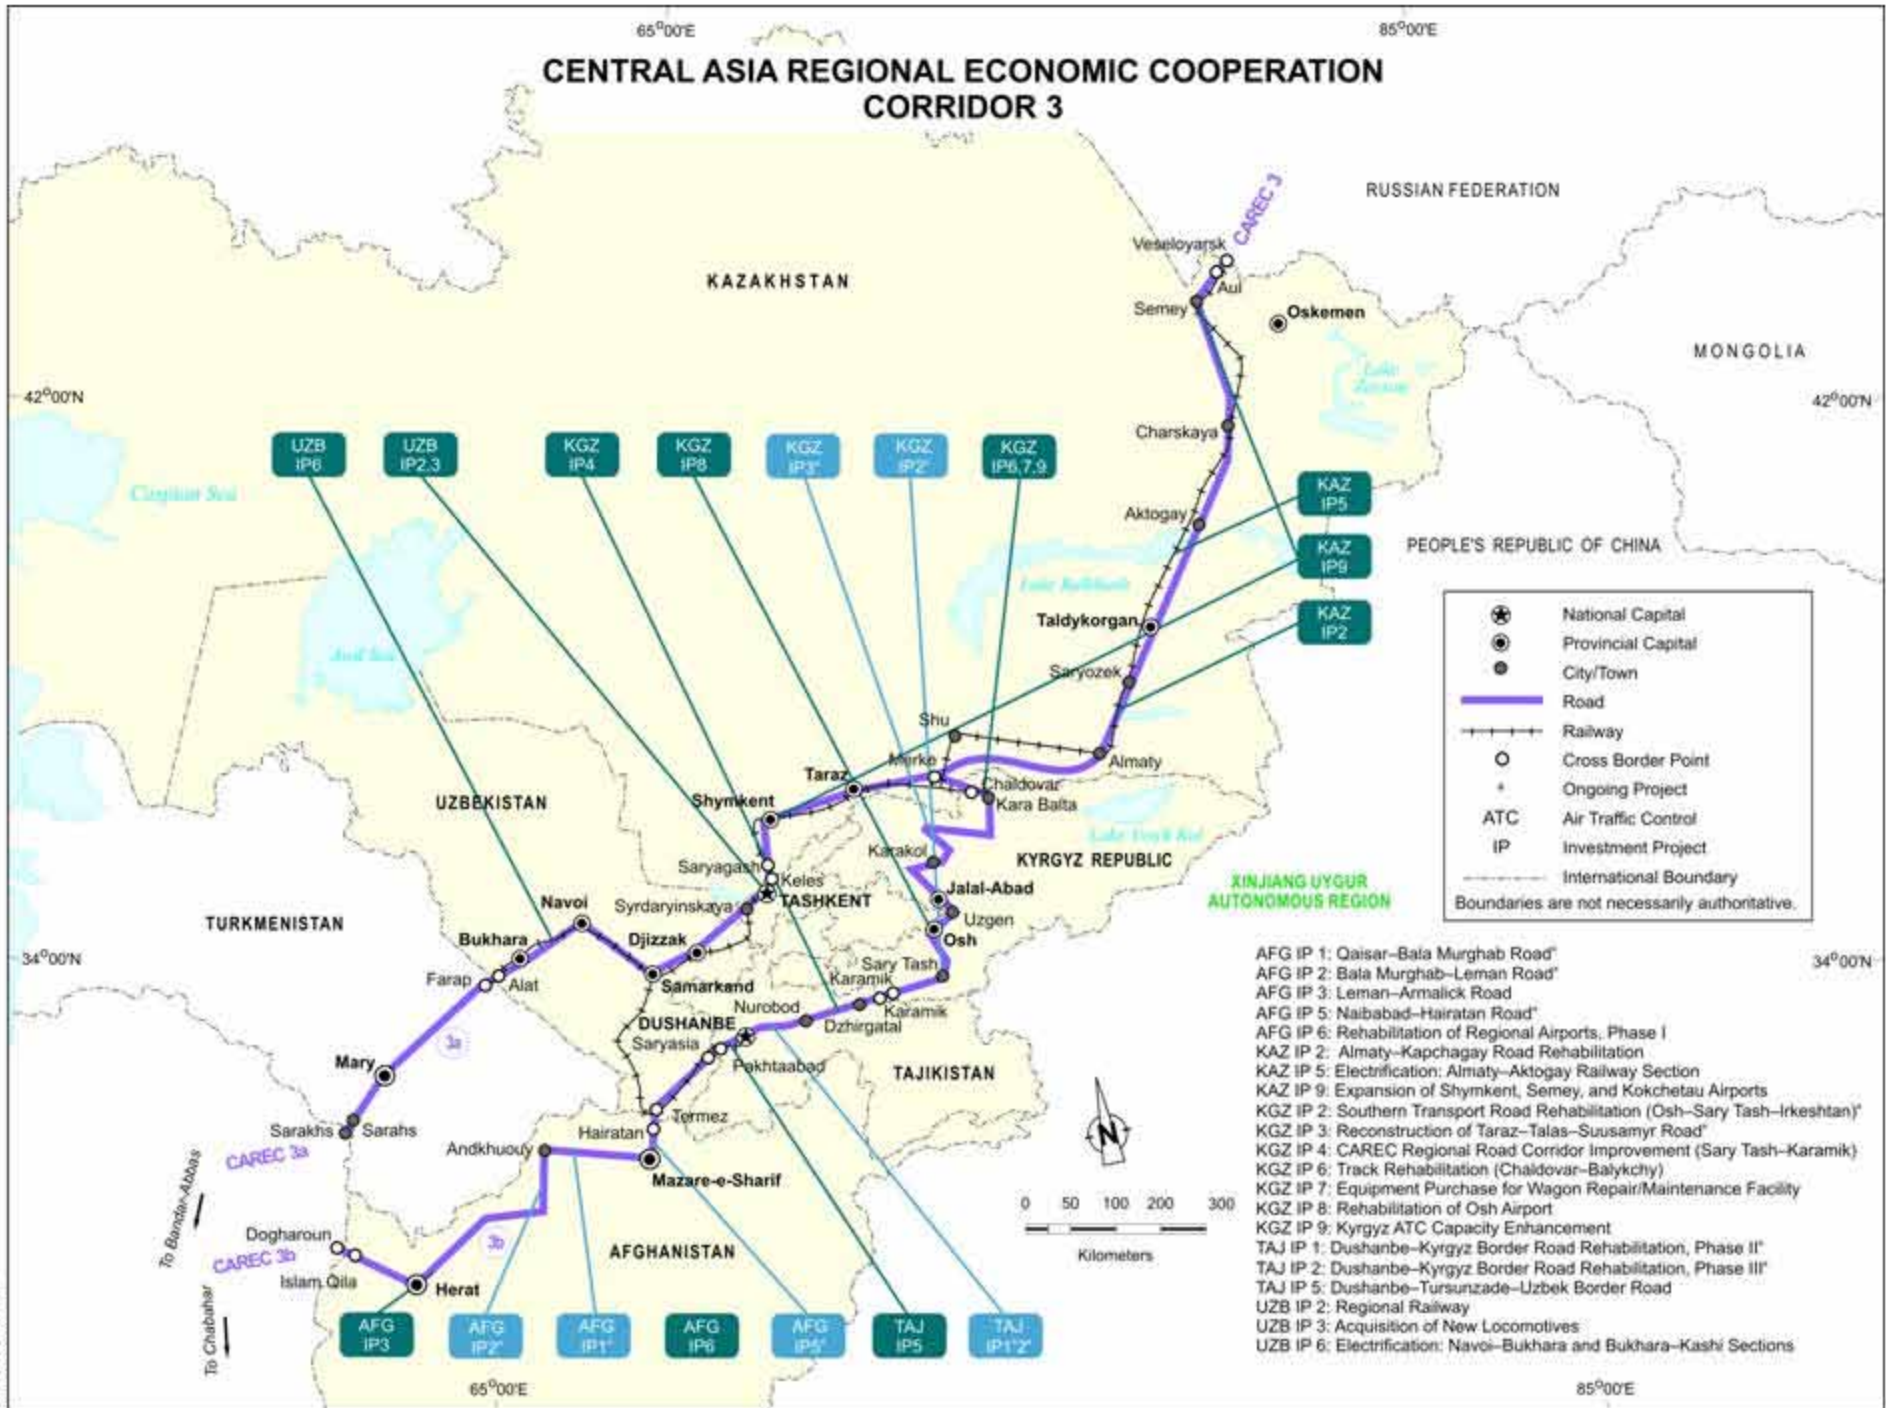 65°00'E
85°00'E
CENTRAL ASIA REGIONAL ECONOMIC COOPERATION
CORRIDOR 3
RUSSIAN FEDERATION
CAREC 3
Veseloyarsk
Aul
KAZAKHSTAN
Semey
Oskemen
MONGOLIA
Lake
Zaysan
42°00'N
42°00'N
Charskaya
UZB
IP6
UZB
IP2,3
KGZ
IP4
KGZ
IP8
KGZ
IP3+
KGZ
IP2+
KGZ
IP6,7,9
KAZ
IP5
Caspian Sea
Aktogay
PEOPLE'S REPUBLIC OF CHINA
KAZ
IP9
Lake Balkhash
KAZ
IP2
Taldykorgan
Aral Sea
Saryozek
National Capital
Provincial Capital
City/Town
Road
Railway
Cross Border Point
+ Ongoing Project
ATC Air Traffic Control
IP Investment Project
International Boundary
Boundaries are not necessarily authoritative.
Shu
Merke
Almaty
Taraz
Chaldovar
Kara Balta
UZBEKISTAN
Shymkent
Lake Yssyk Kul
Karakol
KYRGYZ REPUBLIC
Saryagash
Keles
XINJIANG UYGUR
AUTONOMOUS REGION
Jalal-Abad
TASHKENT
Navoi
Syrdaryinskaya
Uzgen
TURKMENISTAN
Bukhara
Djizzak
Osh
34°00'N
34°00'N
Sary Tash
Farap
Alat
Samarkand
Karamik
Karamik
Nurobod
Dzhirgatal
DUSHANBE
3a
Saryasia
Pakhtaabad
Mary
TAJIKISTAN
Termez
Sarakhs
Sarahs
Hairatan
CAREC 3a
Andkhuouy
N
Mazare-e-Sharif
To Bandar-Abbas
0 50 100 200 300
Kilometers
Dogharoun
3b
AFGHANISTAN
CAREC 3b
Islam Qila
Herat
To Chabahar
AFG
IP3
AFG
IP2+
AFG
IP1+
AFG
IP6
AFG
IP5+
TAJ
IP5
TAJ
IP1+2+
65°00'E
85°00'E
AFG IP 1: Qaisar–Bala Murghab Road+
AFG IP 2: Bala Murghab–Leman Road+
AFG IP 3: Leman–Armalick Road
AFG IP 5: Naibabad–Hairatan Road+
AFG IP 6: Rehabilitation of Regional Airports, Phase I
KAZ IP 2: Almaty–Kapchagay Road Rehabilitation
KAZ IP 5: Electrification: Almaty–Aktogay Railway Section
KAZ IP 9: Expansion of Shymkent, Semey, and Kokchetau Airports
KGZ IP 2: Southern Transport Road Rehabilitation (Osh–Sary Tash–Irkeshtan)+
KGZ IP 3: Reconstruction of Taraz–Talas–Suusamyr Road+
KGZ IP 4: CAREC Regional Road Corridor Improvement (Sary Tash–Karamik)
KGZ IP 6: Track Rehabilitation (Chaldovar–Balykchy)
KGZ IP 7: Equipment Purchase for Wagon Repair/Maintenance Facility
KGZ IP 8: Rehabilitation of Osh Airport
KGZ IP 9: Kyrgyz ATC Capacity Enhancement
TAJ IP 1: Dushanbe–Kyrgyz Border Road Rehabilitation, Phase II+
TAJ IP 2: Dushanbe–Kyrgyz Border Road Rehabilitation, Phase III+
TAJ IP 5: Dushanbe–Tursunzade–Uzbek Border Road
UZB IP 2: Regional Railway
UZB IP 3: Acquisition of New Locomotives
UZB IP 6: Electrification: Navoi–Bukhara and Bukhara–Kashi Sections